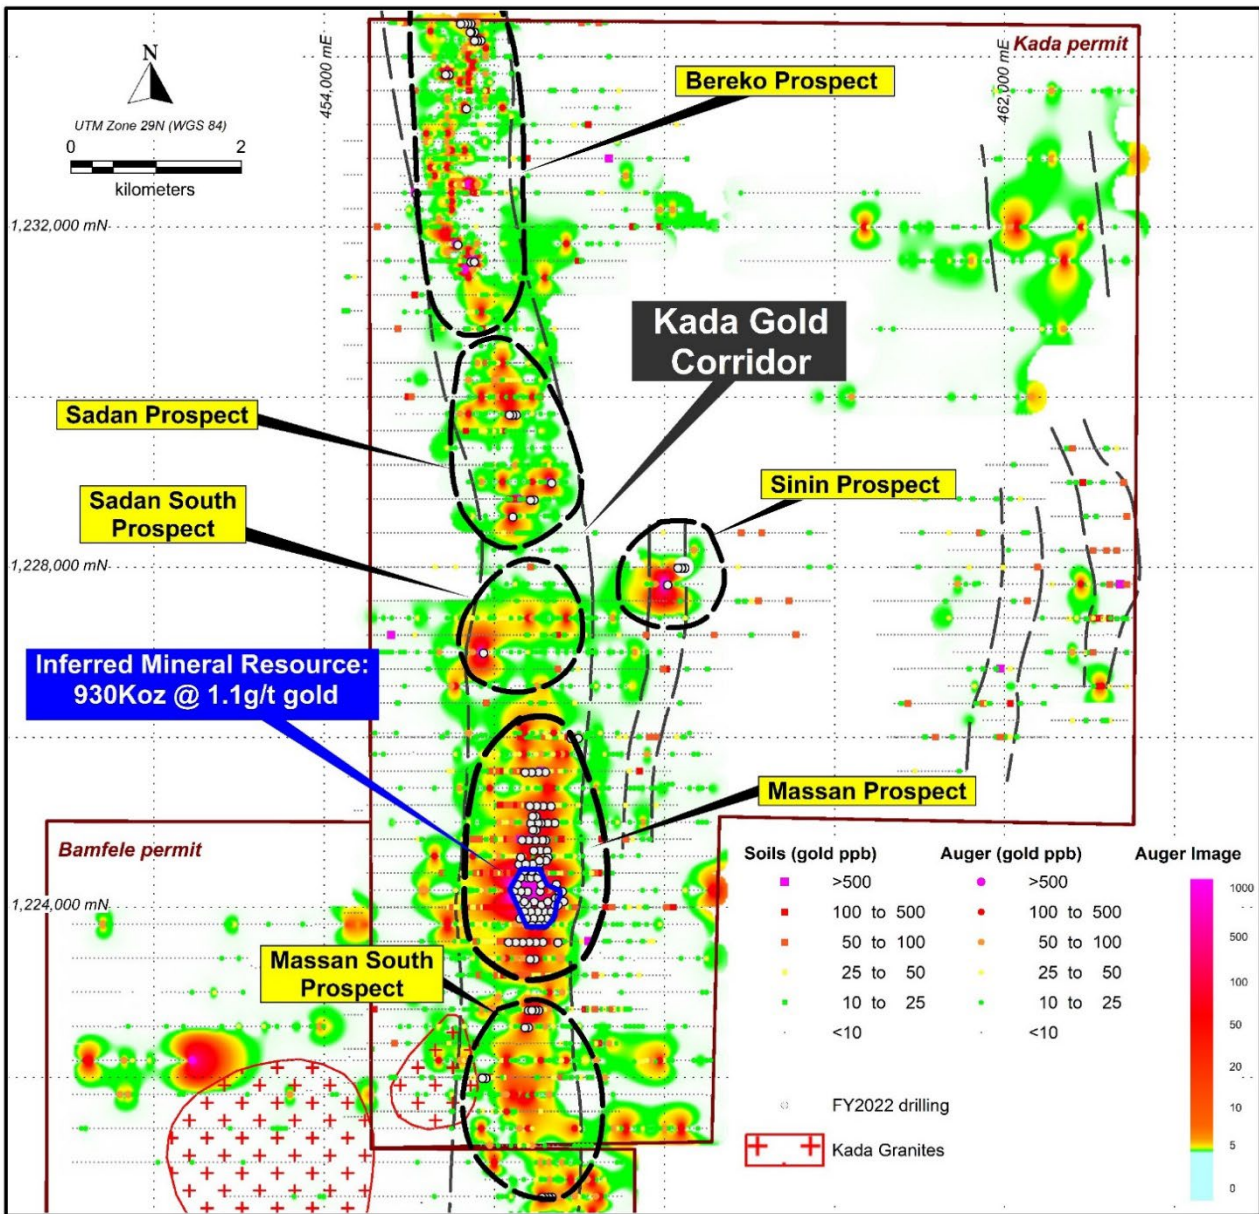 454,000 mE
462,000 mE
Kada permit
N
UTM Zone 29N (WGS 84)
0 2
kilometers
Bereko Prospect
1,232,000 mN
Kada Gold
Corridor
Sadan Prospect
Sadan South
Prospect
Sinin Prospect
1,228,000 mN
Inferred Mineral Resource:
930Koz @ 1.1g/t gold
Massan Prospect
Bamfele permit
1,224,000 mN
Massan South
Prospect
Soils (gold ppb) Auger (gold ppb) Auger Image
>500 >500
100 to 500 100 to 500
50 to 100 50 to 100
25 to 50 25 to 50
10 to 25 10 to 25
<10 <10
FY2022 drilling
Kada Granites
1000
500
100
50
20
10
5
0